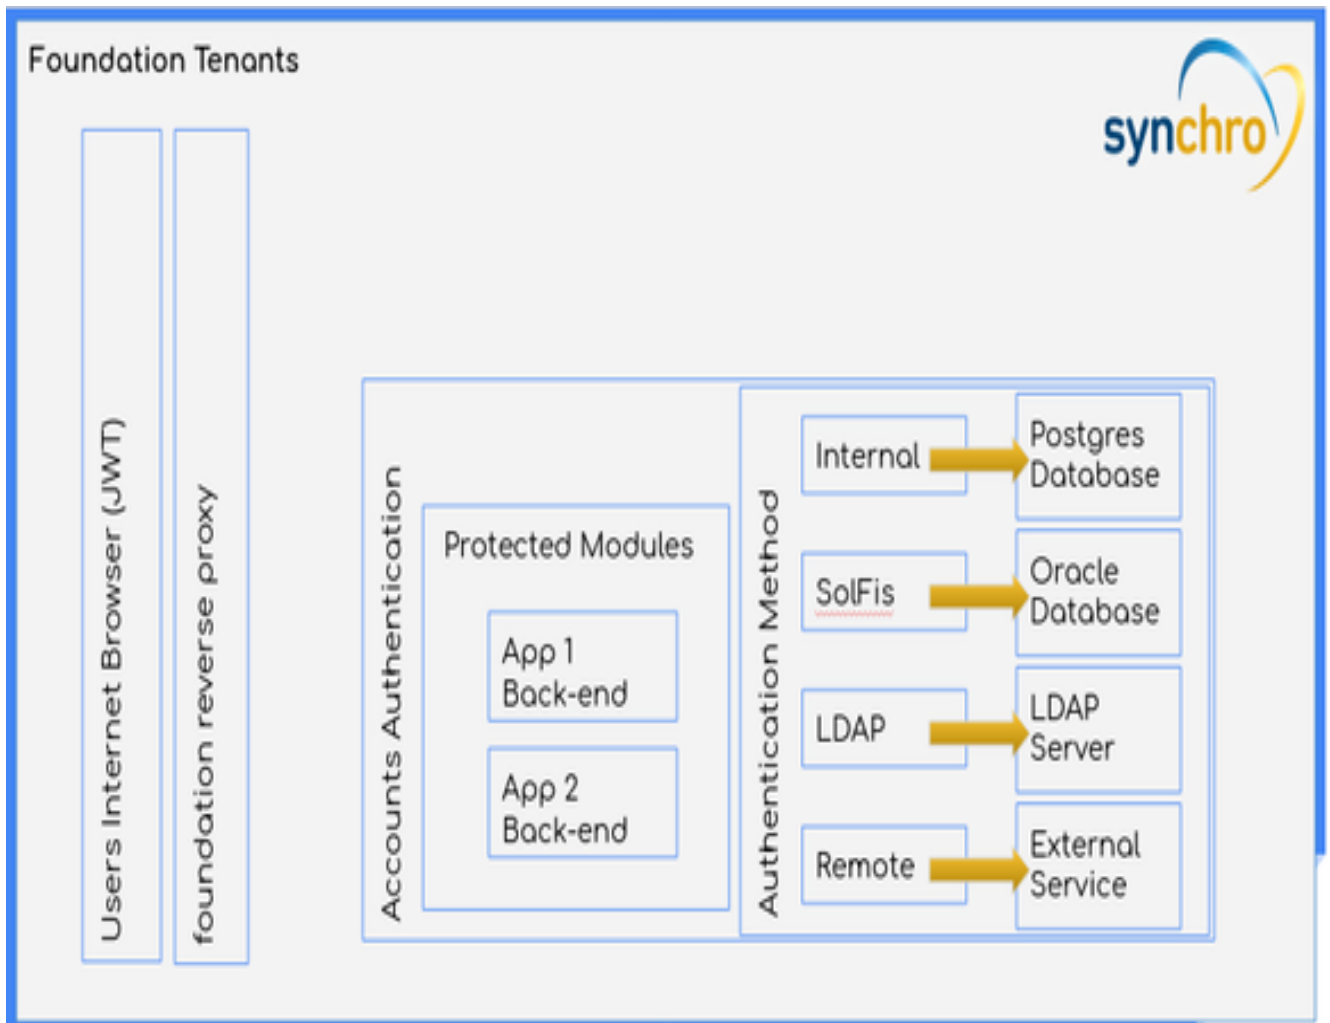 Foundation Tenants
synchro
Users Internet Browser (JWT)
foundation reverse proxy
Accounts Authentication
Protected Modules
App 1
Back-end
App 2
Back-end
Authentication Method
Internal
Postgres
Database
SolFis
Oracle
Database
LDAP
LDAP
Server
Remote
External
Service